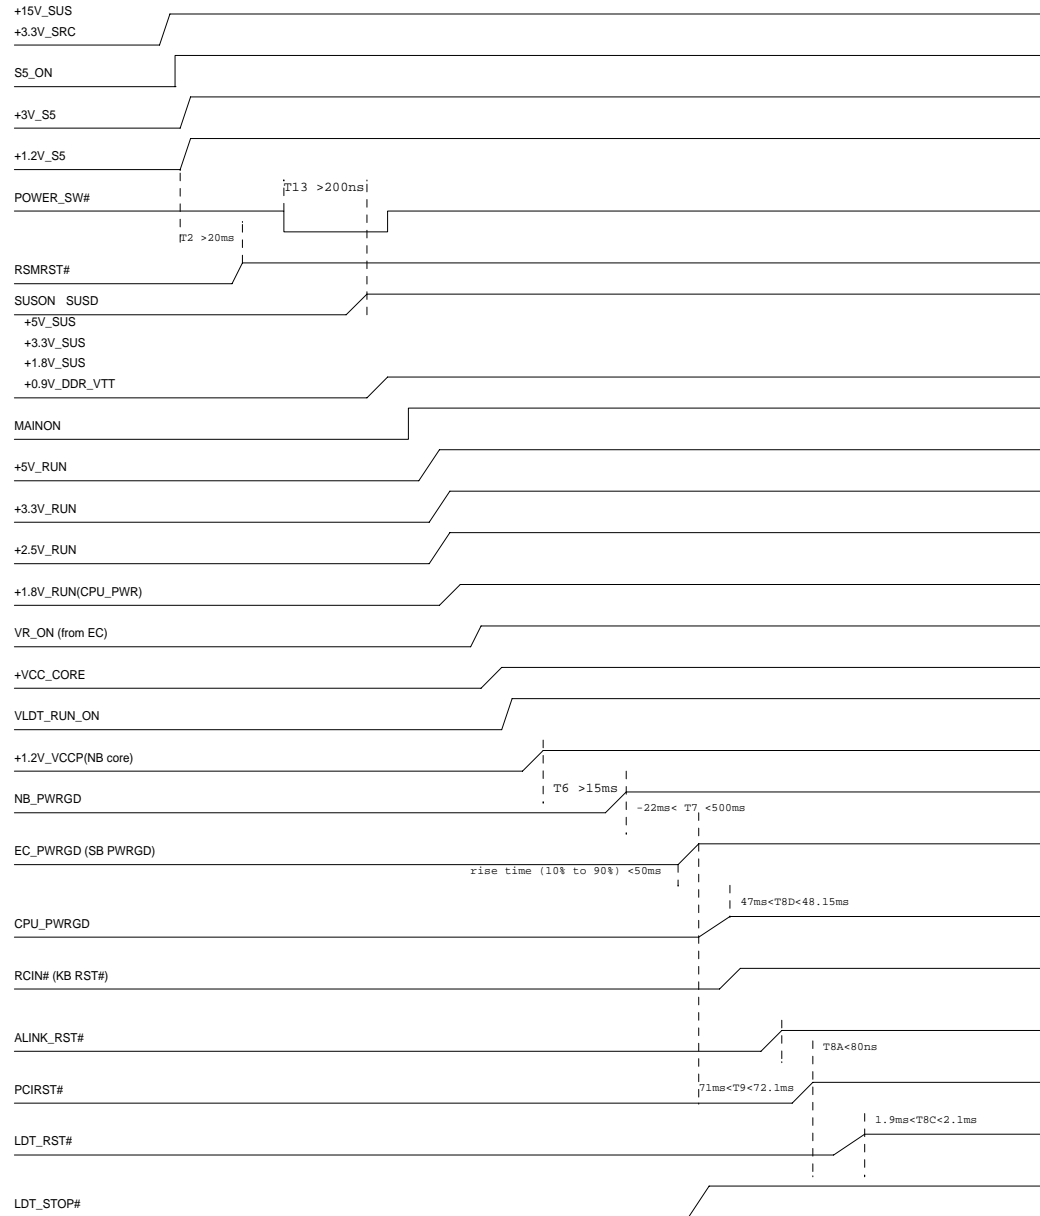 +15V_SUS
+3.3V_SRC
S5_ON
+3V_S5
+1.2V_S5
T13 >200ns
POWER_SW#
T2 >20ms
RSMRST#
SUSON SUSD
+5V_SUS
+3.3V_SUS
+1.8V_SUS
+0.9V_DDR_VTT
MAINON
+5V_RUN
+3.3V_RUN
+2.5V_RUN
+1.8V_RUN(CPU_PWR)
VR_ON (from EC)
+VCC_CORE
VLDT_RUN_ON
+1.2V_VCCP(NB core)
T6 >15ms
NB_PWRGD
-22ms< T7 <500ms
EC_PWRGD (SB PWRGD)
rise time (10% to 90%) <50ms
47ms<T8D<48.15ms
CPU_PWRGD
RCIN# (KB RST#)
ALINK_RST#
T8A<80ns
PCIRST#
71ms<T9<72.1ms
1.9ms<T8C<2.1ms
LDT_RST#
LDT_STOP#